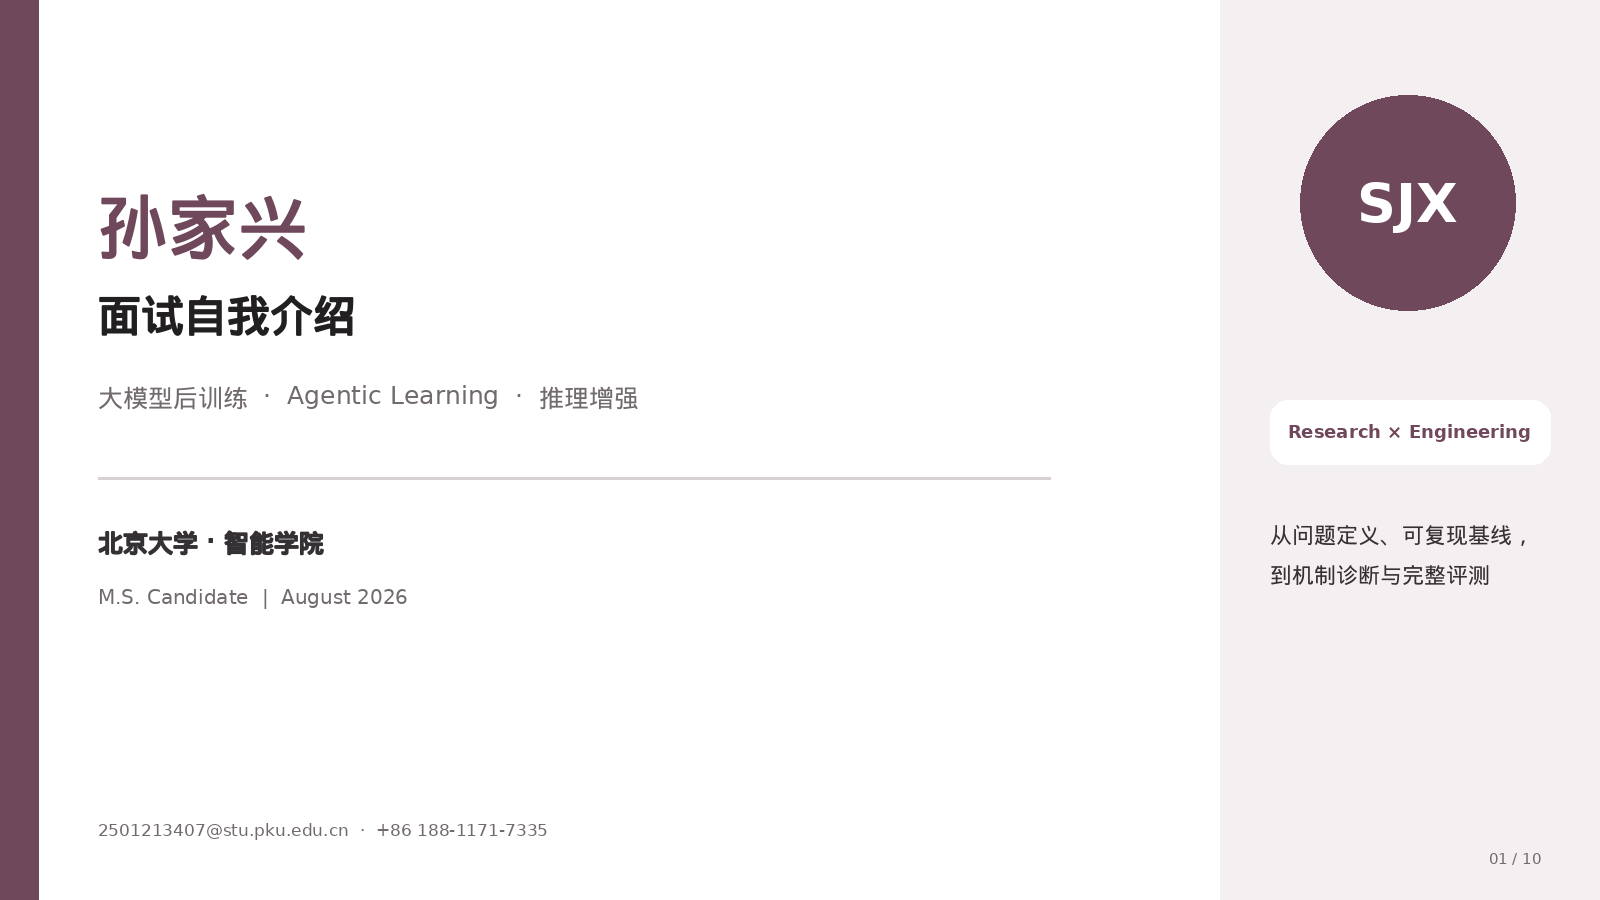 孙家兴
面试自我介绍
大模型后训练 · Agentic Learning · 推理增强
北京大学 · 智能学院
M.S. Candidate | August 2026
2501213407@stu.pku.edu.cn · +86 188-1171-7335
SJX
Research × Engineering
从问题定义、可复现基线，
到机制诊断与完整评测
01 / 10